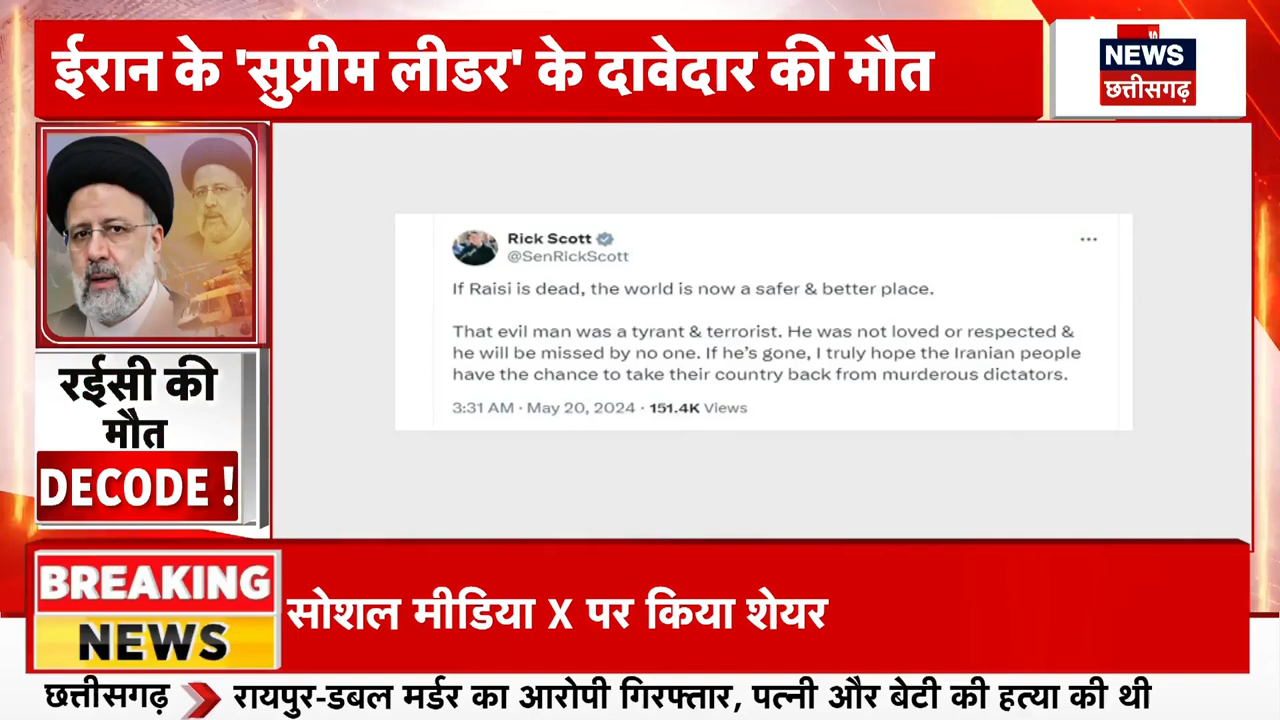 ईरान के 'सुप्रीम लीडर' के दावेदार की मौत
NEWS
छत्तीसगढ़
Rick Scott
@SenRickScott
If Raisi is dead, the world is now a safer & better place.
That evil man was a tyrant & terrorist. He was not loved or respected &
he will be missed by no one. If he's gone, I truly hope the Iranian people
have the chance to take their country back from murderous dictators.
3:31 AM · May 20, 2024 · 151.4K Views
रईसी की
मौत
DECODE !
BREAKING
NEWS
सोशल मीडिया X पर किया शेयर
छत्तीसगढ़ रायपुर-डबल मर्डर का आरोपी गिरफ्तार, पत्नी और बेटी की हत्या की थी